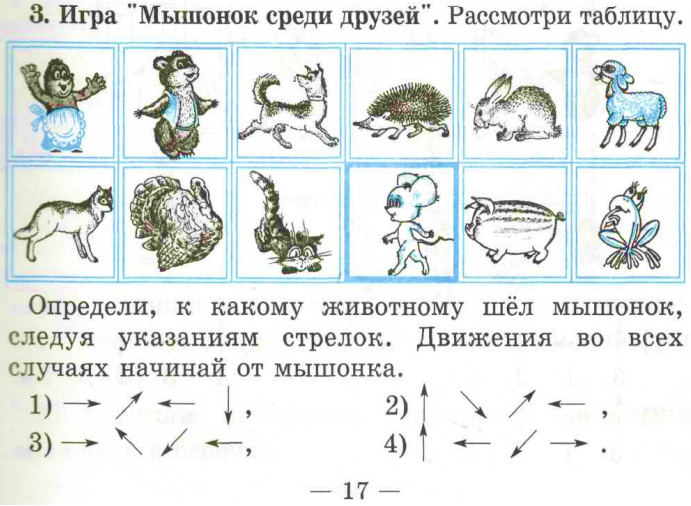 3. Игра "Мышонок среди друзей". Рассмотри таблицу.
Определи, к какому животному шёл мышонок,
следуя указаниям стрелок. Движения во всех
случаях начинай от мышонка.
1) → ↗ ← ↓ , 2) ↑ ↘ ↗ ← ,
3) → ↖ ↙ ← , 4) ↑ ← ↙ → .
— 17 —